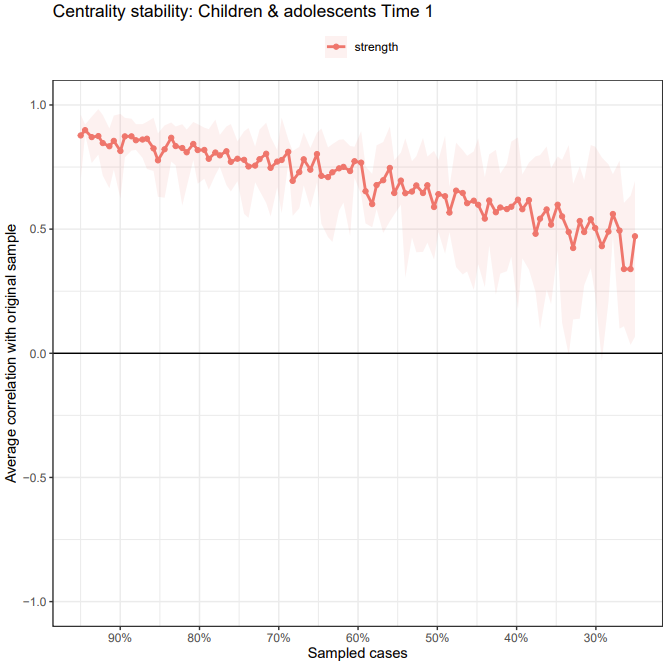 Centrality stability: Children & adolescents Time 1
strength
Average correlation with original sample
1.0
0.5
0.0
−0.5
−1.0
90% 80% 70% 60% 50% 40% 30%
Sampled cases